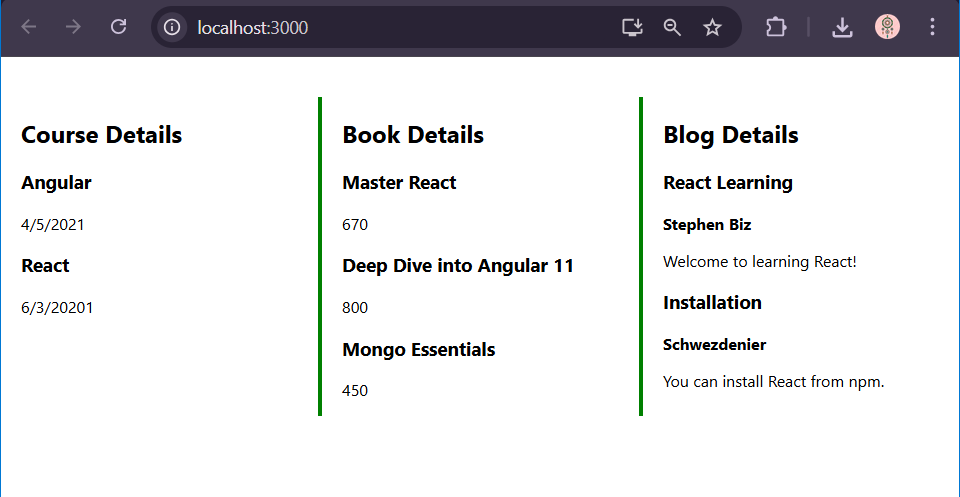 localhost:3000
Course Details
Angular
4/5/2021
React
6/3/20201
Book Details
Master React
670
Deep Dive into Angular 11
800
Mongo Essentials
450
Blog Details
React Learning
Stephen Biz
Welcome to learning React!
Installation
Schwezdenier
You can install React from npm.